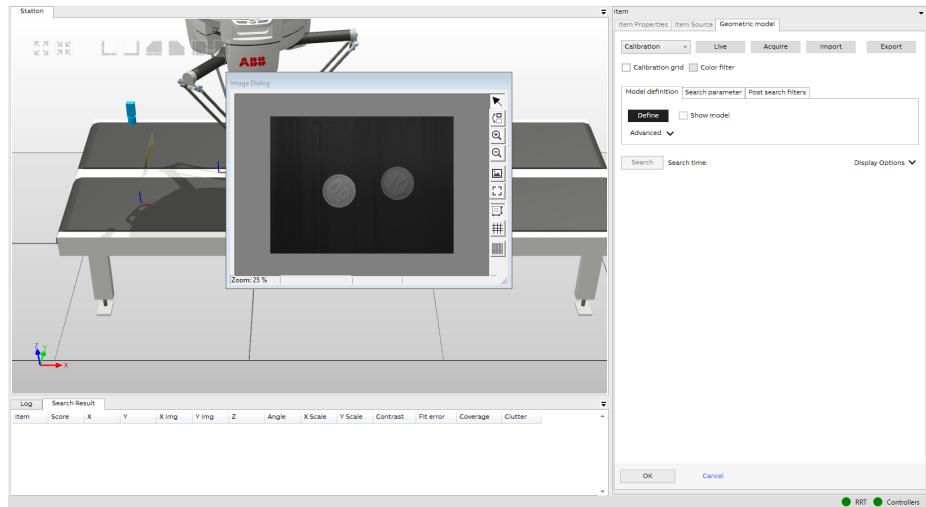 Station
Item
Item Properties Item Source Geometric model
Calibration Live Acquire Import Export
Calibration grid Color filter
Model definition Search parameter Post search filters
Define Show model
Advanced
Search Search time: Display Options
ABB
Image Dialog
Zoom: 25 %
Z Y
X
Log Search Result
Item Score X Y X Img Y Img Z Angle X Scale Y Scale Contrast Fit error Coverage Clutter
OK Cancel
RRT Controllers